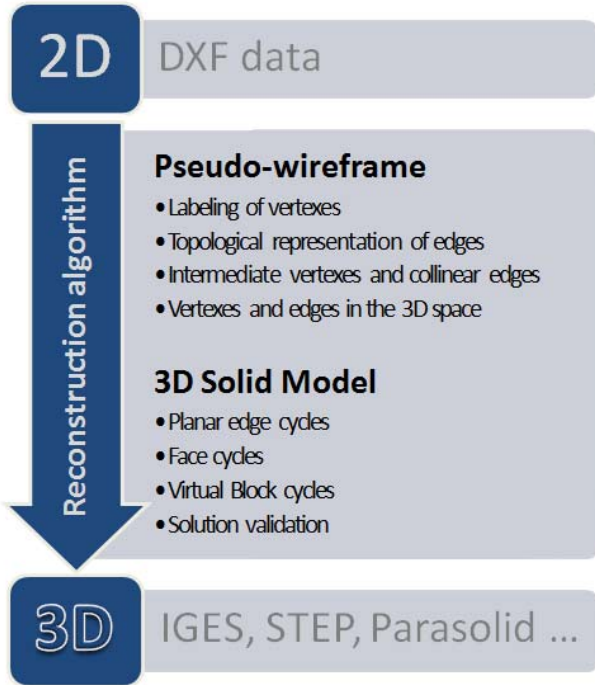 2D
DXF data
Reconstruction algorithm
Pseudo-wireframe
• Labeling of vertexes
• Topological representation of edges
• Intermediate vertexes and collinear edges
• Vertexes and edges in the 3D space
3D Solid Model
• Planar edge cycles
• Face cycles
• Virtual Block cycles
• Solution validation
3D
IGES, STEP, Parasolid ...